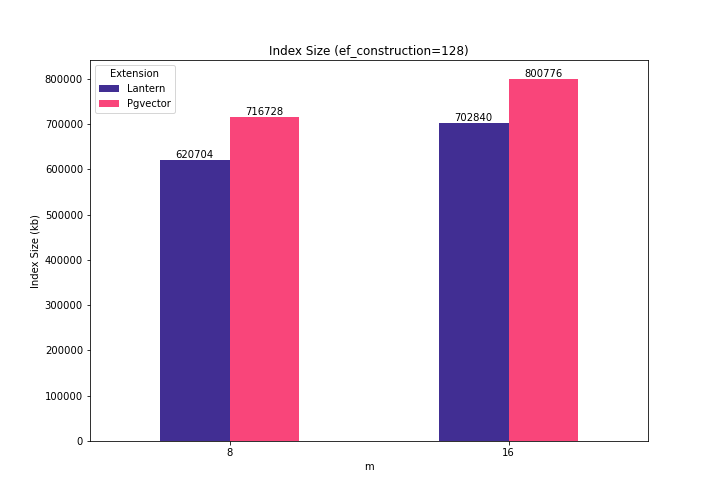 Index Size (ef_construction=128)
Extension
Lantern
Pgvector
800776
716728
702840
620704
800000
700000
600000
500000
400000
300000
200000
100000
0
Index Size (kb)
8
16
m